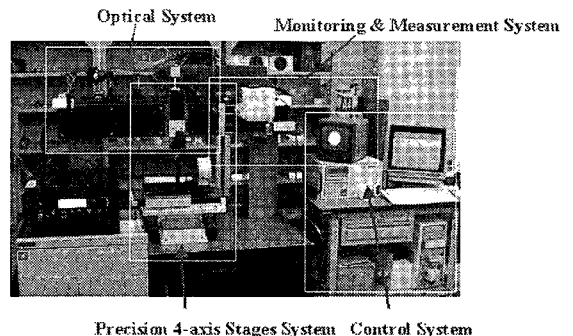 Optical System
Monitoring & Measurement System
Precision 4-axis Stages System
Control System